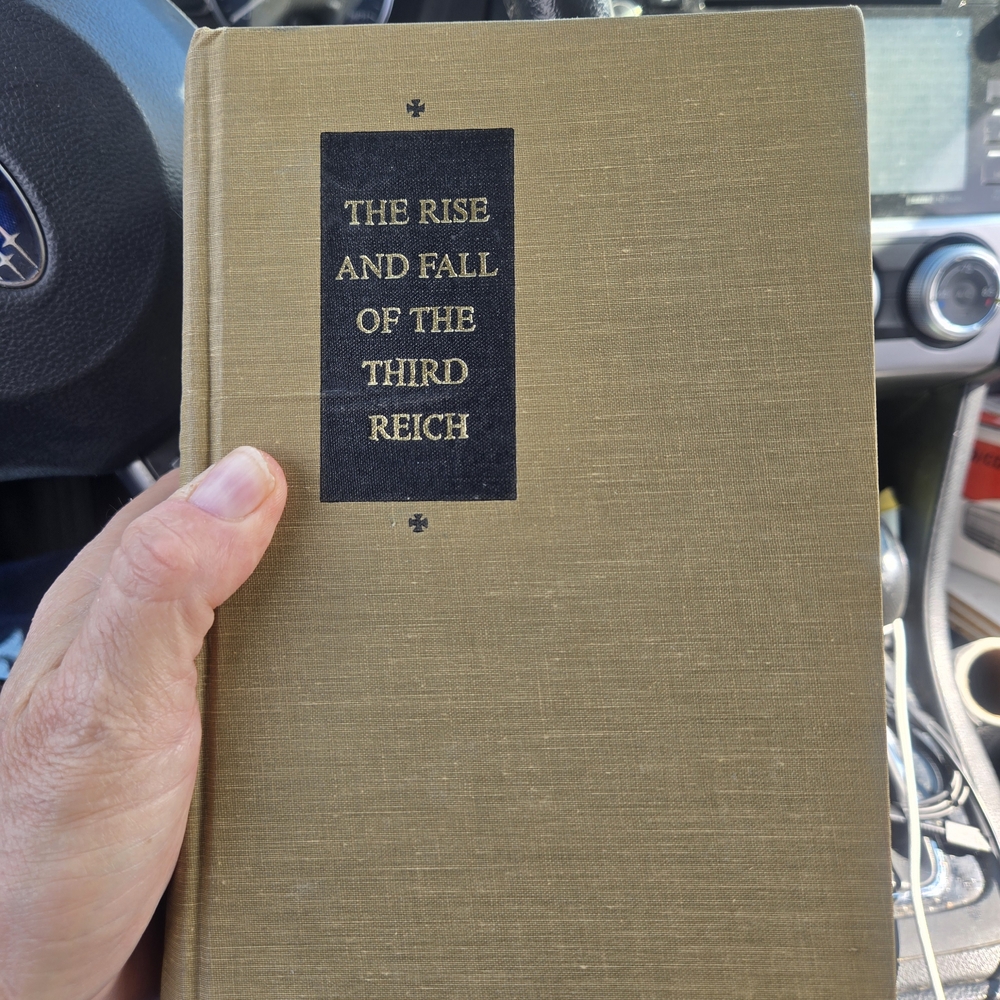 THE RISE
AND FALL
OF THE
THIRD
REICH